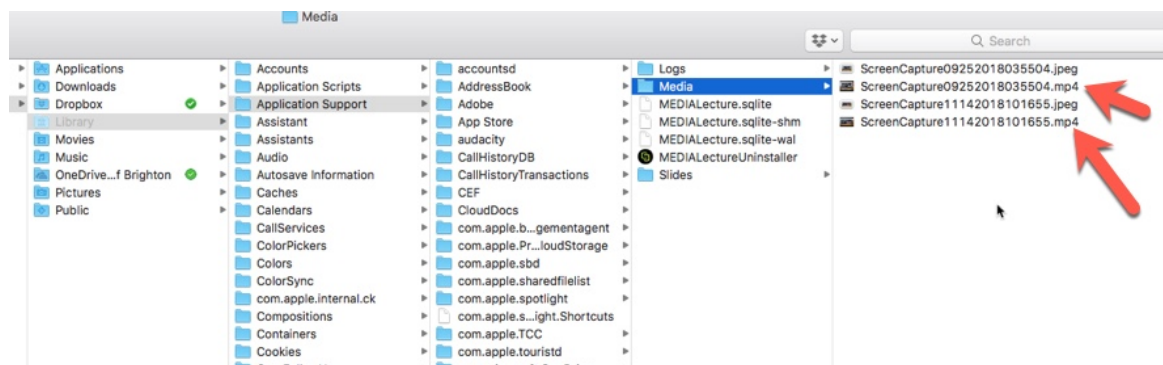 Media
Search
Applications
Downloads
Dropbox
Library
Movies
Music
OneDrive...f Brighton
Pictures
Public
Accounts
Application Scripts
Application Support
Assistant
Assistants
Audio
Autosave Information
Caches
Calendars
CallServices
ColorPickers
Colors
ColorSync
com.apple.internal.ck
Compositions
Containers
Cookies
accountsd
AddressBook
Adobe
App Store
audacity
CallHistoryDB
CallHistoryTransactions
CEF
CloudDocs
com.apple.b...gementagent
com.apple.Pr...loudStorage
com.apple.sbd
com.apple.sharedfilelist
com.apple.spotlight
com.apple.s...ight.Shortcuts
com.apple.TCC
com.apple.touristd
Logs
Media
MEDIALecture.sqlite
MEDIALecture.sqlite-shm
MEDIALecture.sqlite-wal
MEDIALectureUninstaller
Slides
ScreenCapture09252018035504.jpeg
ScreenCapture09252018035504.mp4
ScreenCapture11142018101655.jpeg
ScreenCapture11142018101655.mp4